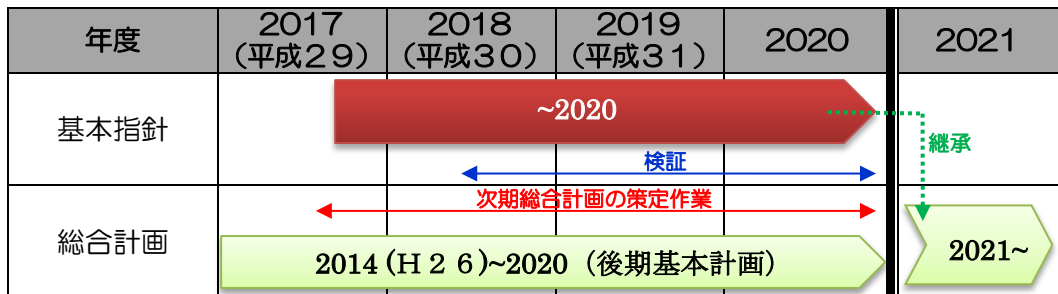 年度
2017
(平成２９)
2018
(平成３０)
2019
(平成３１)
2020
2021
基本指針
~2020
継承
検証
次期総合計画の策定作業
総合計画
2014 (Ｈ２６)~2020（後期基本計画）
2021~